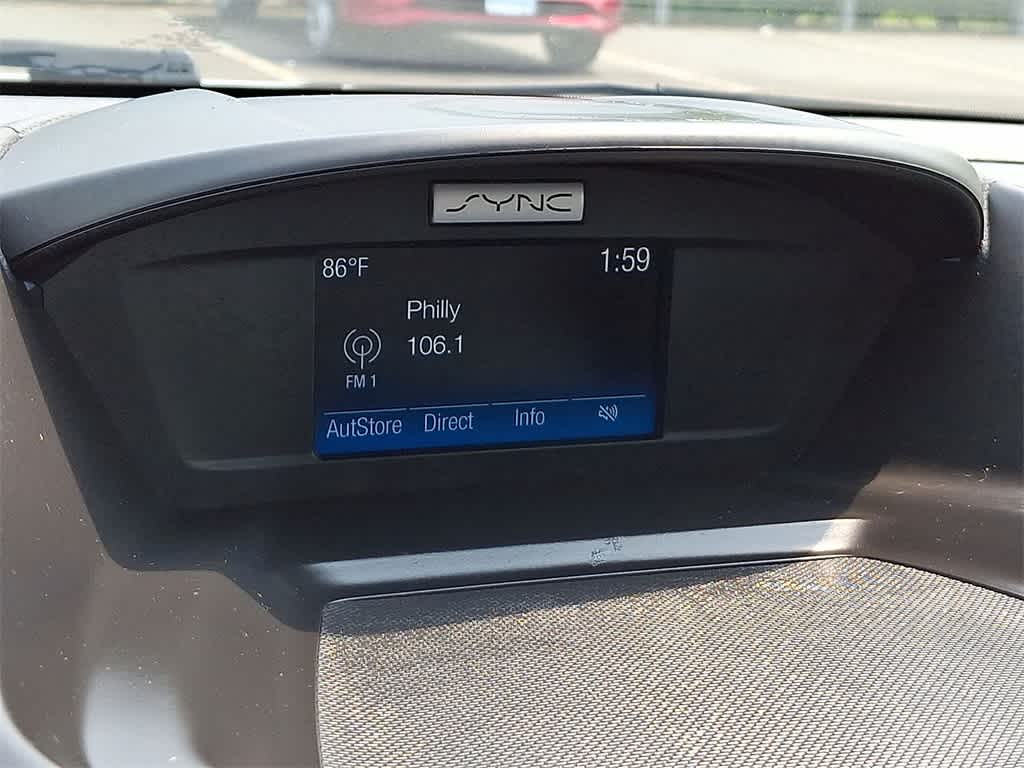 SYNC
86°F 1:59
Philly
106.1
FM 1
AutStore Direct Info